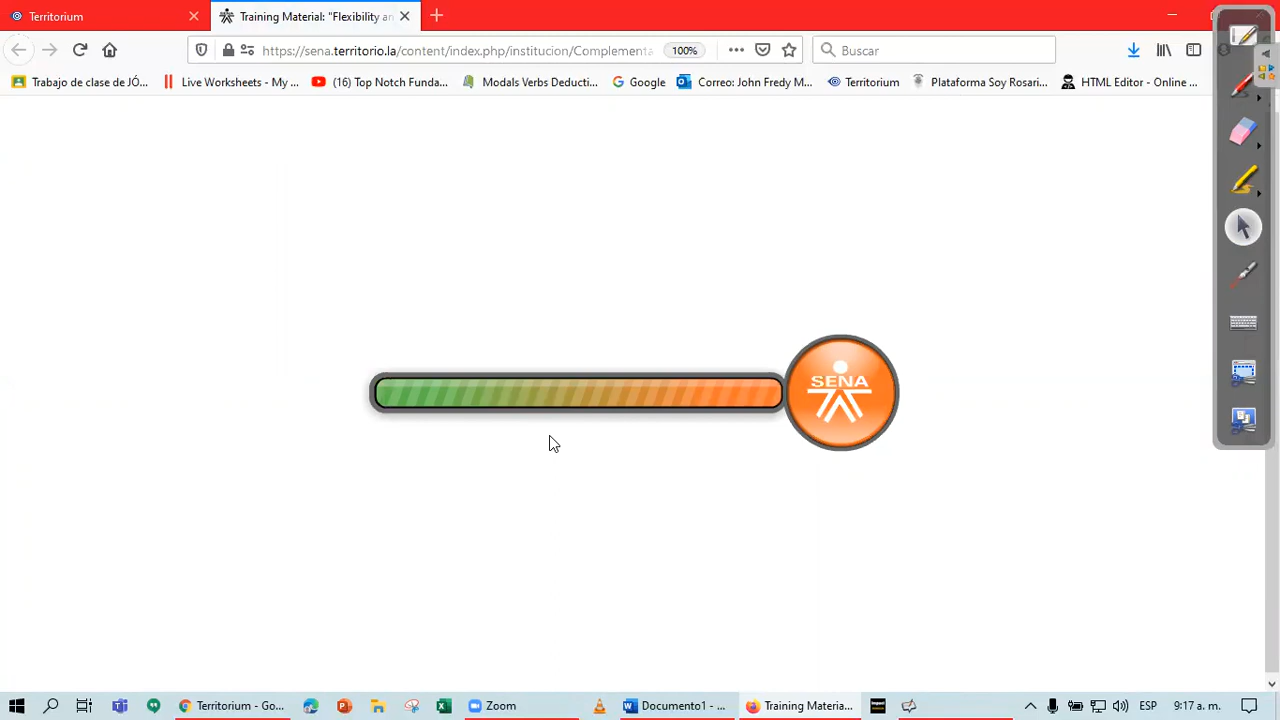 Territorium
Training Material: "Flexibility an
https://sena.territorio.la/content/index.php/institucion/Complementa
100%
Buscar
Trabajo de clase de JÓ...
Live Worksheets - My ...
(16) Top Notch Funda...
Modals Verbs Deducti...
Google
Correo: John Fredy M...
Territorium
Plataforma Soy Rosari...
HTML Editor - Online ...
SENA
Territorium - Go...
Zoom
Documento1 - ...
Training Materia...
ESP
9:17 a. m.